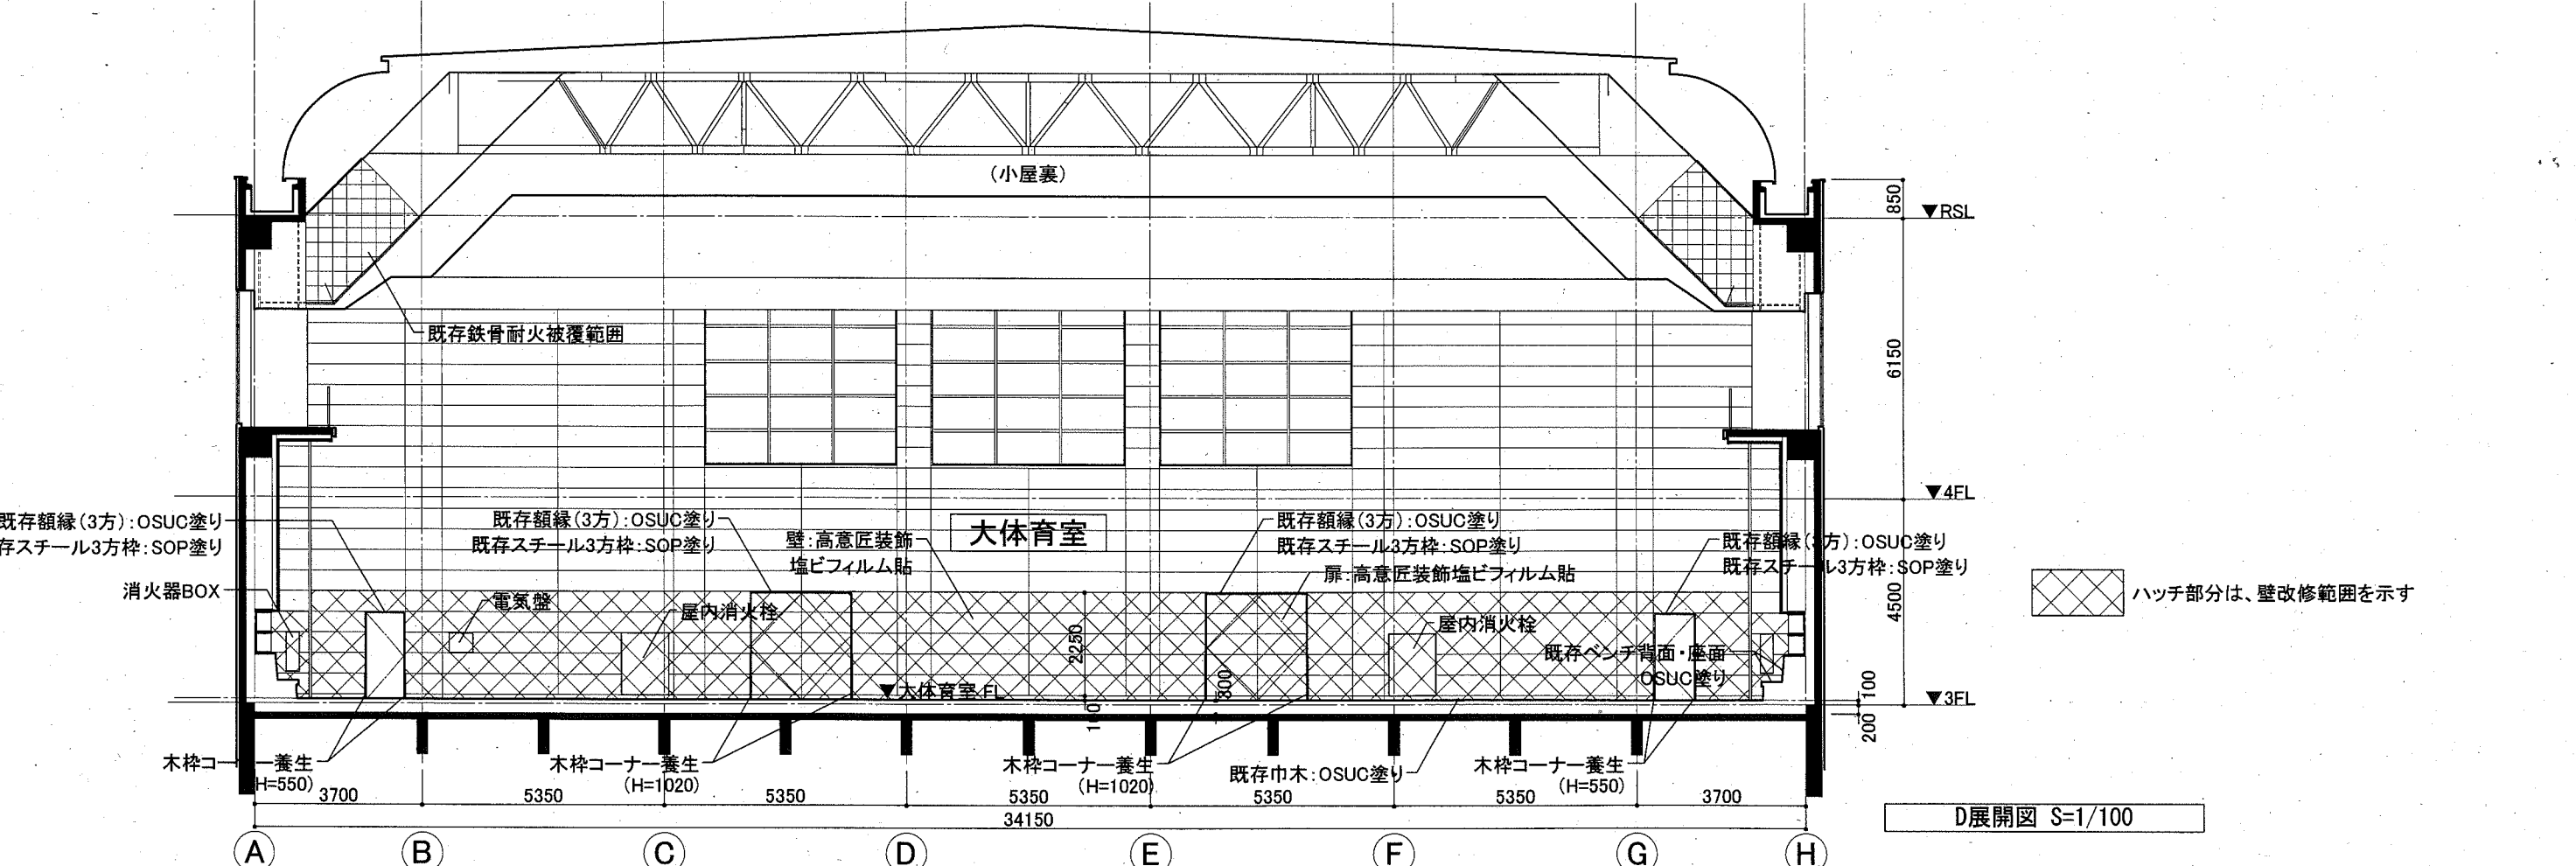 (小屋裏)
850
▼RSL
既存鉄骨耐火被覆範囲
6150
▼4FL
既存額縁(3方):OSUC塗り
存スチール3方枠:SOP塗り
既存額縁(3方):OSUC塗り
既存スチール3方枠:SOP塗り
壁:高意匠装飾
塩ビフィルム貼
大体育室
既存額縁(3方):OSUC塗り
既存スチール3方枠:SOP塗り
扉:高意匠装飾塩ビフィルム貼
既存額縁(3方):OSUC塗り
既存スチール3方枠:SOP塗り
消火器BOX
電気盤
屋内消火栓
2250
屋内消火栓
既存ベンチ背面・座面
OSUC塗り
4500
ハッチ部分は、壁改修範囲を示す
▼大体育室 FL
300
100
100
▼3FL
200
木枠コーナー養生
(H=550)
木枠コーナー養生
(H=1020)
木枠コーナー養生
(H=1020)
既存巾木:OSUC塗り
木枠コーナー養生
(H=550)
3700
5350
5350
5350
5350
5350
3700
34150
D展開図 S=1/100
A
B
C
D
E
F
G
H